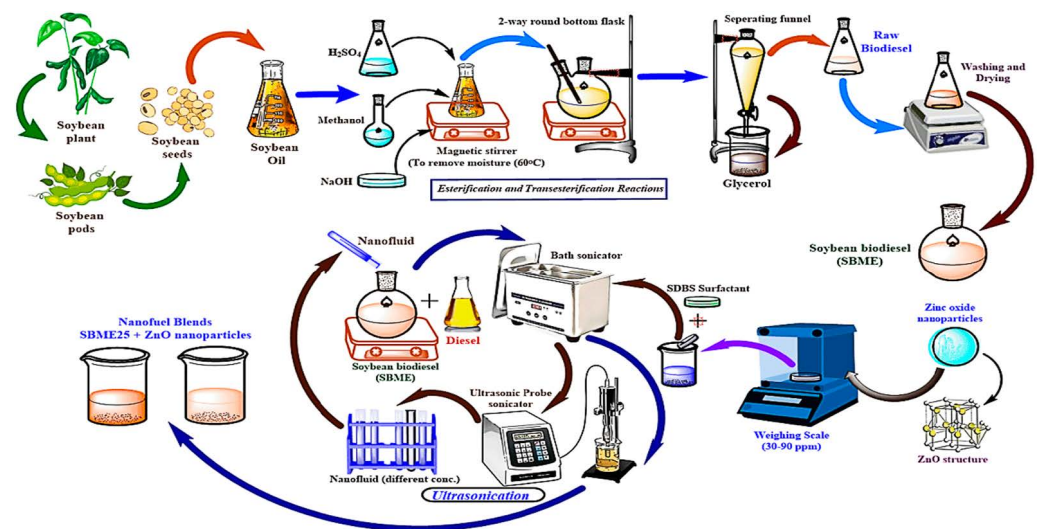 Soybean
plant
Soybean
pods
Soybean
seeds
Soybean
Oil
H₂SO₄
Methanol
NaOH
Magnetic stirrer
(To remove moisture (60oC)
2-way round bottom flask
Esterification and Transesterification Reactions
Seperating funnel
Glycerol
Raw
Biodiesel
Washing and
Drying
Soybean biodiesel
(SBME)
Zinc oxide
nanoparticles
ZnO structure
Weighing Scale
(30-90 ppm)
SDBS Surfactant
+
Bath sonicator
Ultrasonic Probe
sonicator
Nanofluid (different conc.)
Ultrasonication
Nanofluid
+
Diesel
Soybean biodiesel
(SBME)
Nanofuel Blends
SBME25 + ZnO nanoparticles